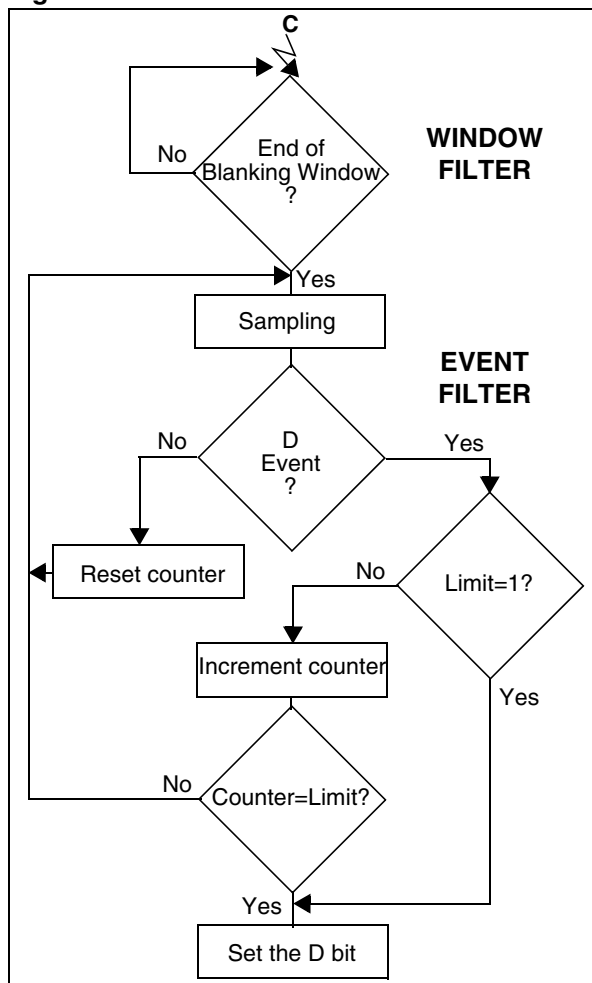 C
End of
Blanking Window
?
No
WINDOW
FILTER
Yes
Sampling
EVENT
FILTER
No
D
Event
?
Yes
Reset counter
No
Limit=1?
Increment counter
Yes
No
Counter=Limit?
Yes
Set the D bit